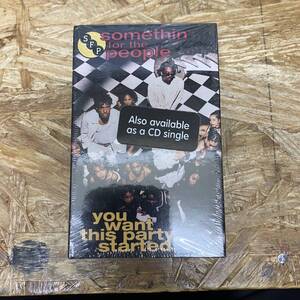 SFP
somethin
for the
people
Also available
as a CD single
you
want
this party
started